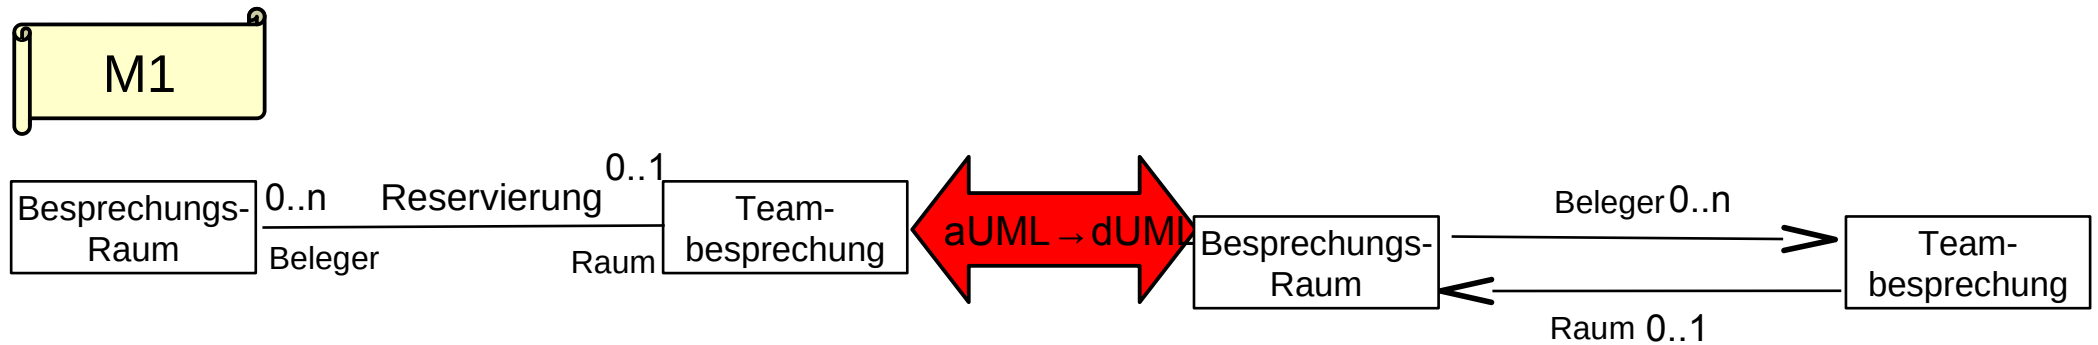 M1
0..1
0..n Reservierung
Besprechungs-
Raum
Beleger
Raum
Team-
besprechung
aUML→dUML
Besprechungs-
Raum
Beleger 0..n
Raum 0..1
Team-
besprechung